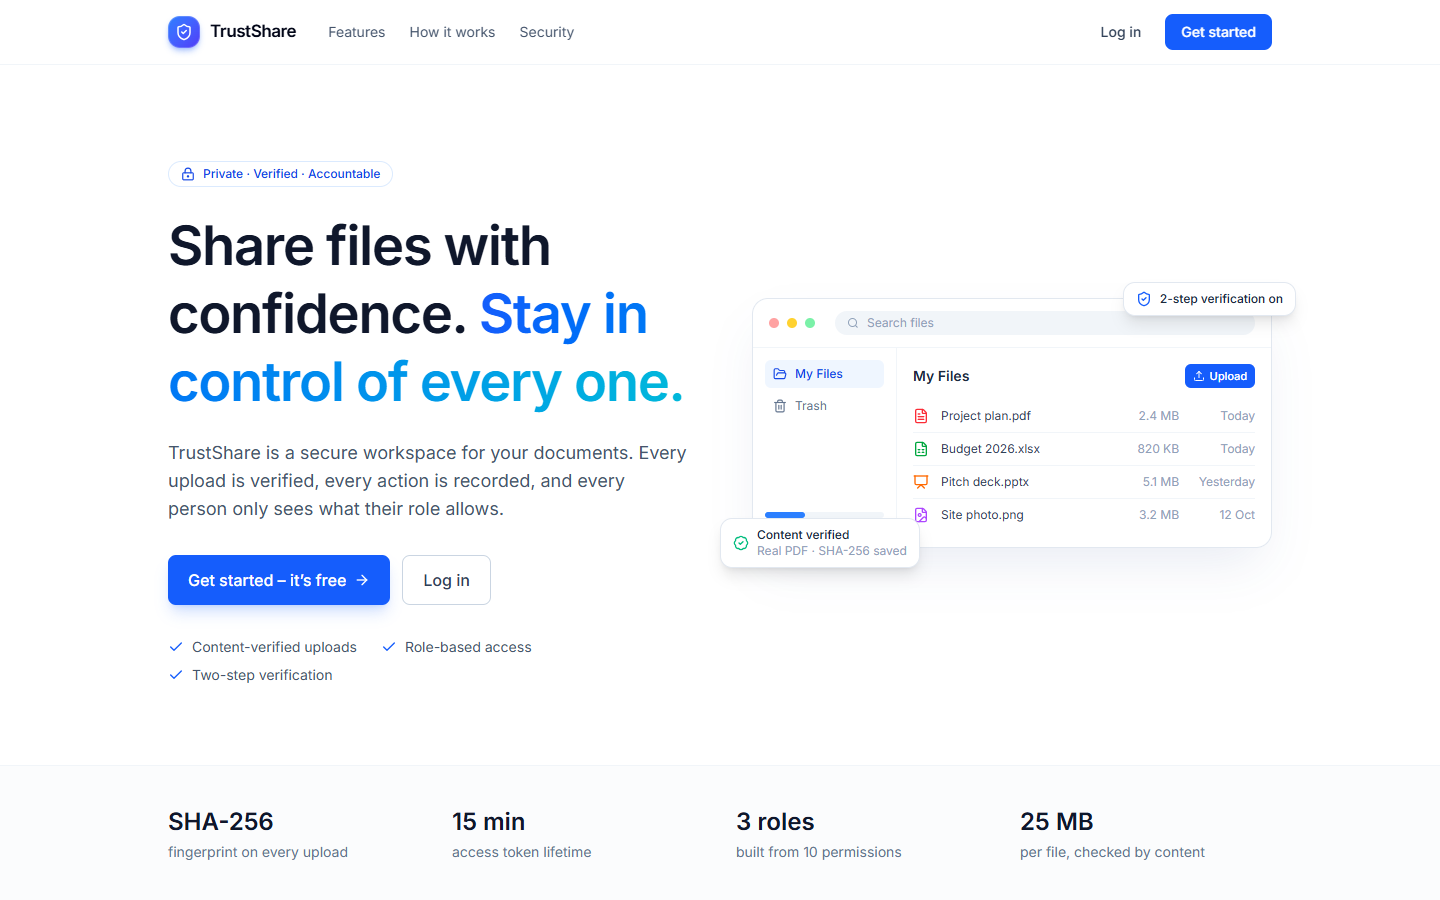 TrustShare
Features
How it works
Security
Log in
Get started
Private · Verified · Accountable
Share files with
confidence. Stay in
control of every one.
TrustShare is a secure workspace for your documents. Every
upload is verified, every action is recorded, and every
person only sees what their role allows.
Get started – it’s free
Log in
Content-verified uploads
Role-based access
Two-step verification
2-step verification on
Search files
My Files
Trash
My Files
Upload
Project plan.pdf 2.4 MB Today
Budget 2026.xlsx 820 KB Today
Pitch deck.pptx 5.1 MB Yesterday
Site photo.png 3.2 MB 12 Oct
Content verified
Real PDF · SHA-256 saved
SHA-256
fingerprint on every upload
15 min
access token lifetime
3 roles
built from 10 permissions
25 MB
per file, checked by content